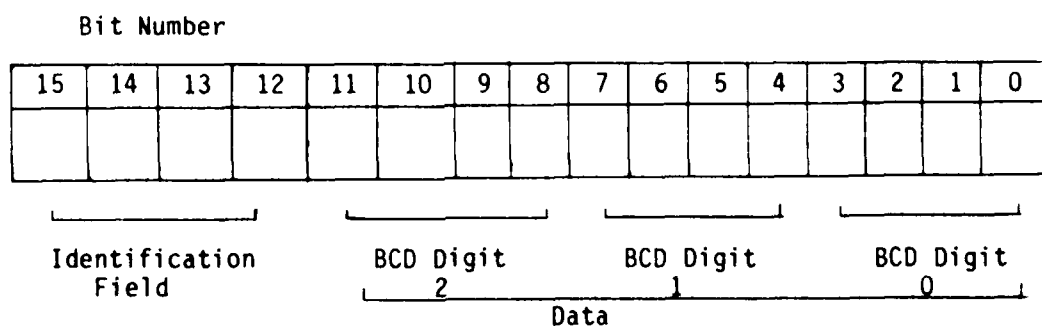 Bit Number
15 14 13 12 11 10 9 8 7 6 5 4 3 2 1 0
Identification BCD Digit BCD Digit BCD Digit
Field 2 1 0
Data